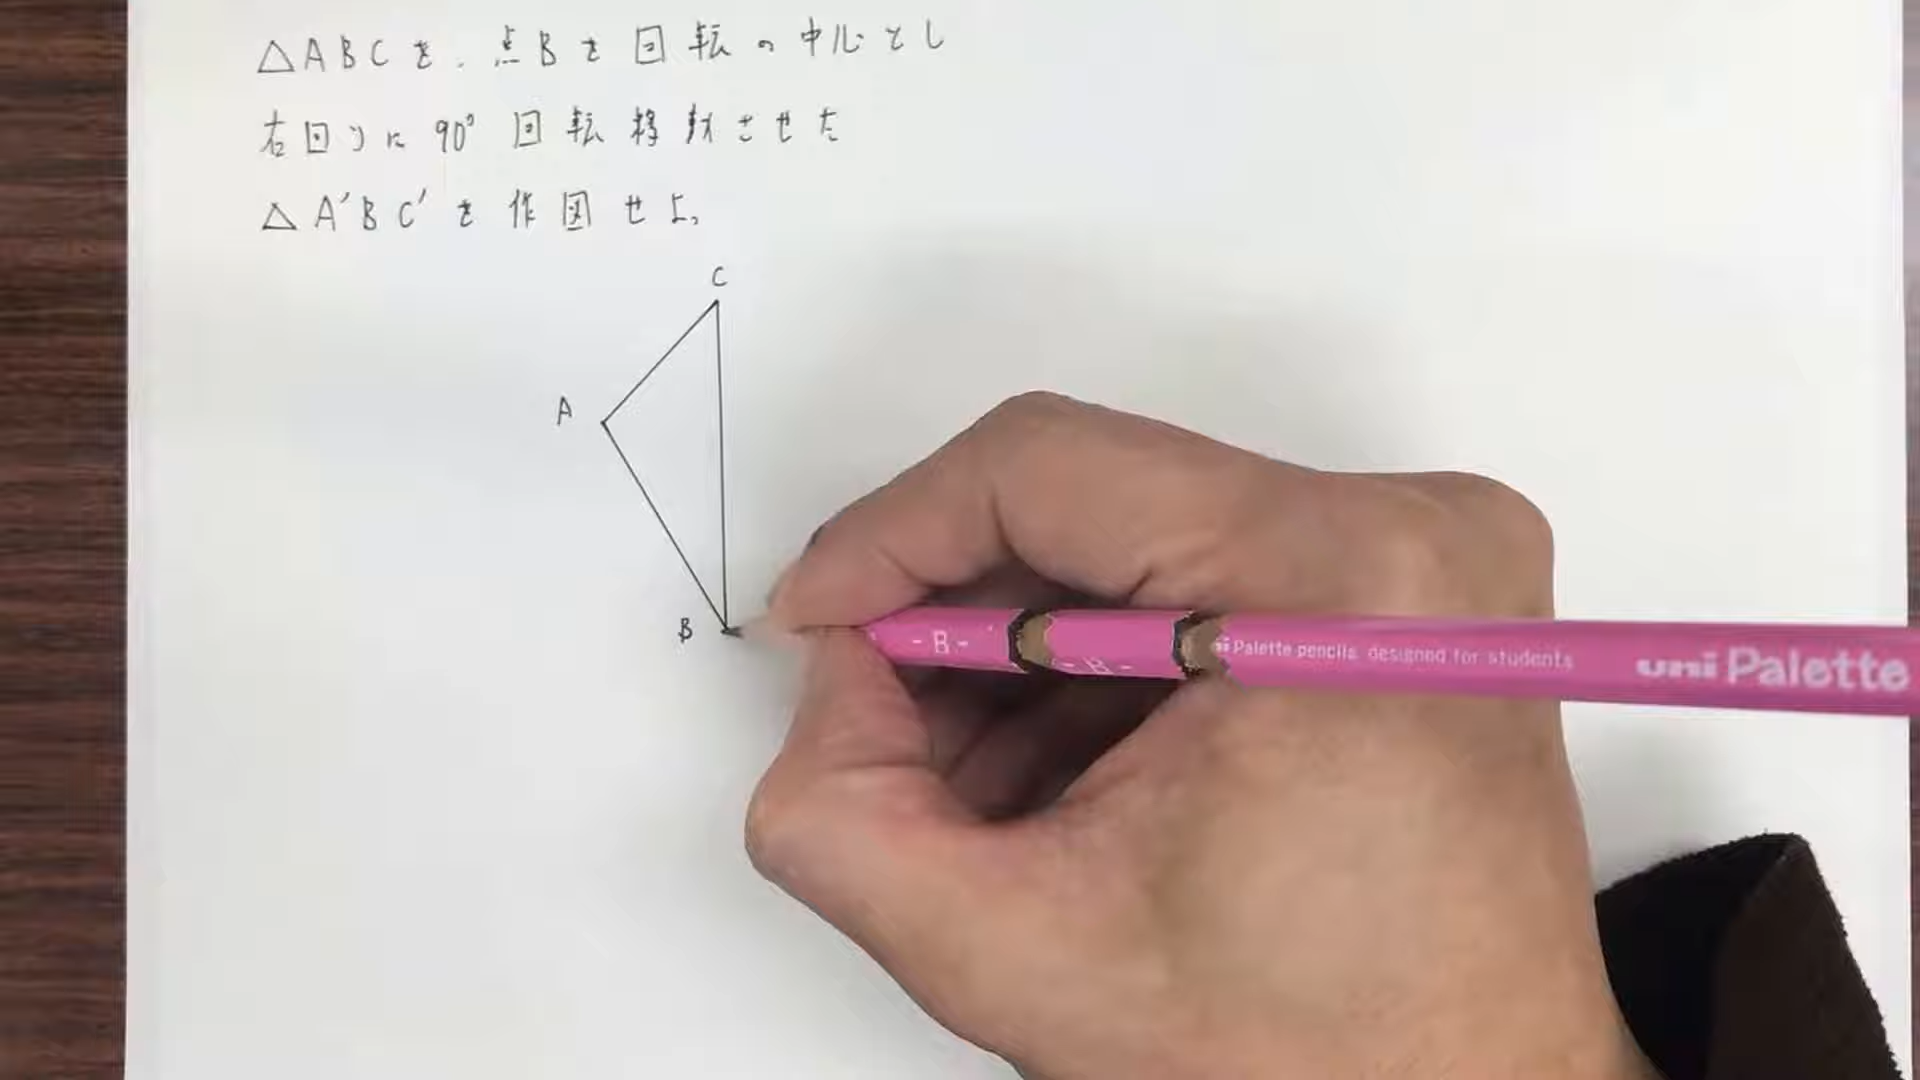 △ABCを、点Bを回転の中心とし
右回りに90°回転移動させた
△A'BC'を作図せよ。
C
A
B
-B-
-B-
uni Palette pencils designed for students
uni Palette